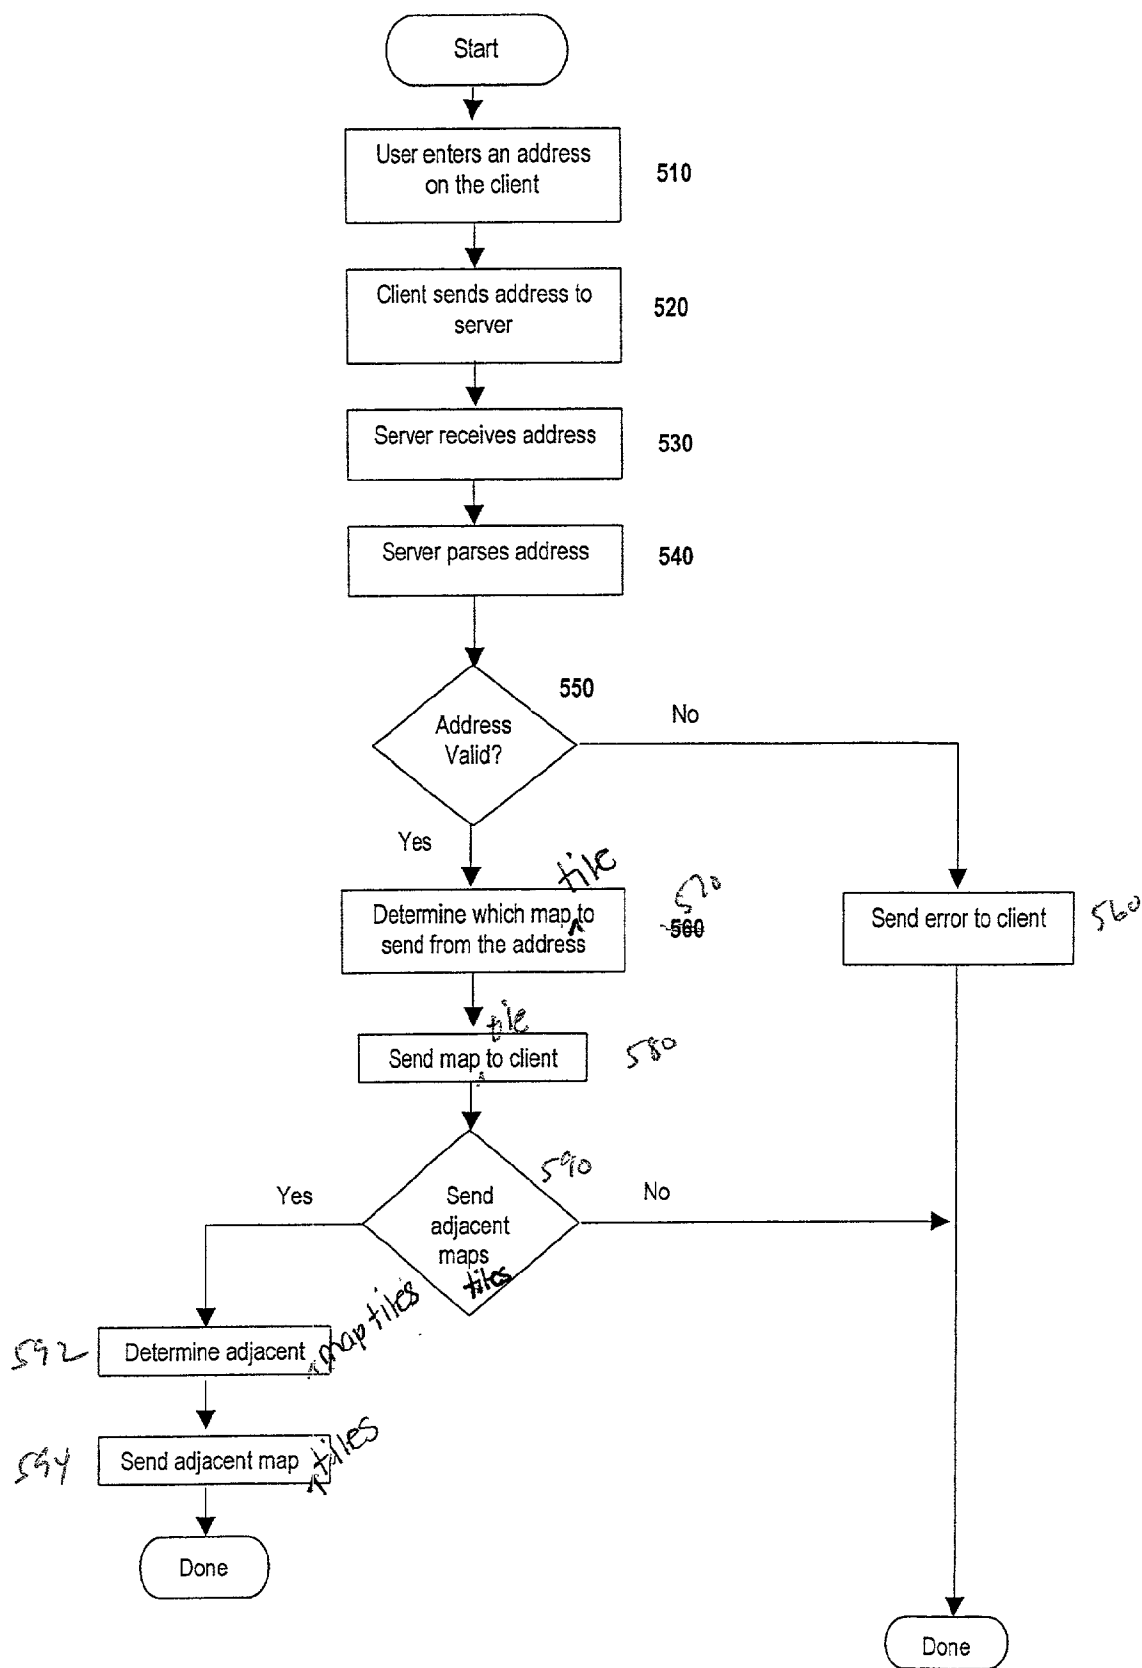 Start
User enters an address
on the client
510
Client sends address to
server
520
Server receives address
530
Server parses address
540
550
Address
Valid?
No
Yes
tile
Determine which map ^ to
send from the address
570
560
Send error to client
560
tile
Send map ^ to client
580
590
Send
adjacent
maps
tiles
Yes
No
592
Determine adjacent ^ map tiles
594
Send adjacent map ^ tiles
Done
Done